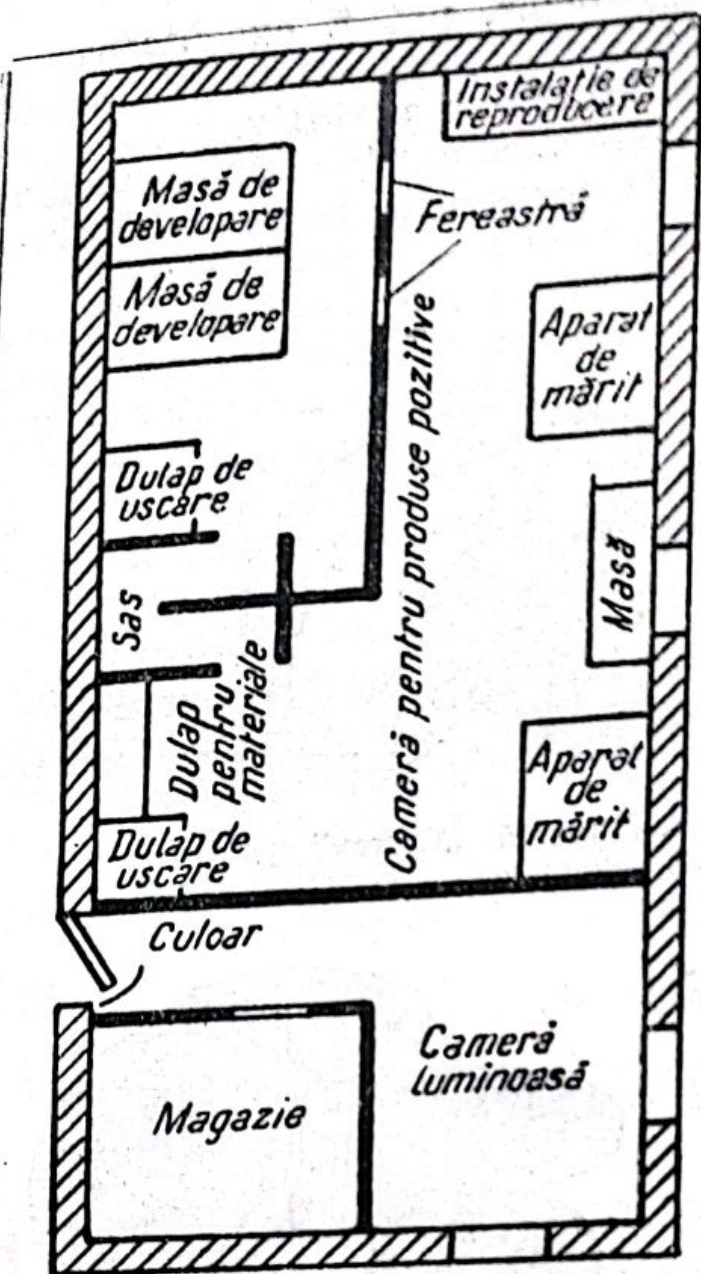 Instalație de
reproducere
Masă de
developare
Fereastră
Masă de
developare
Aparat
de
mărit
Cameră pentru produse pozitive
Dulap de
uscare
Masă
Sas
Dulap
pentru
materiale
Aparat
de
mărit
Dulap de
uscare
Culoar
Cameră
luminoasă
Magazie